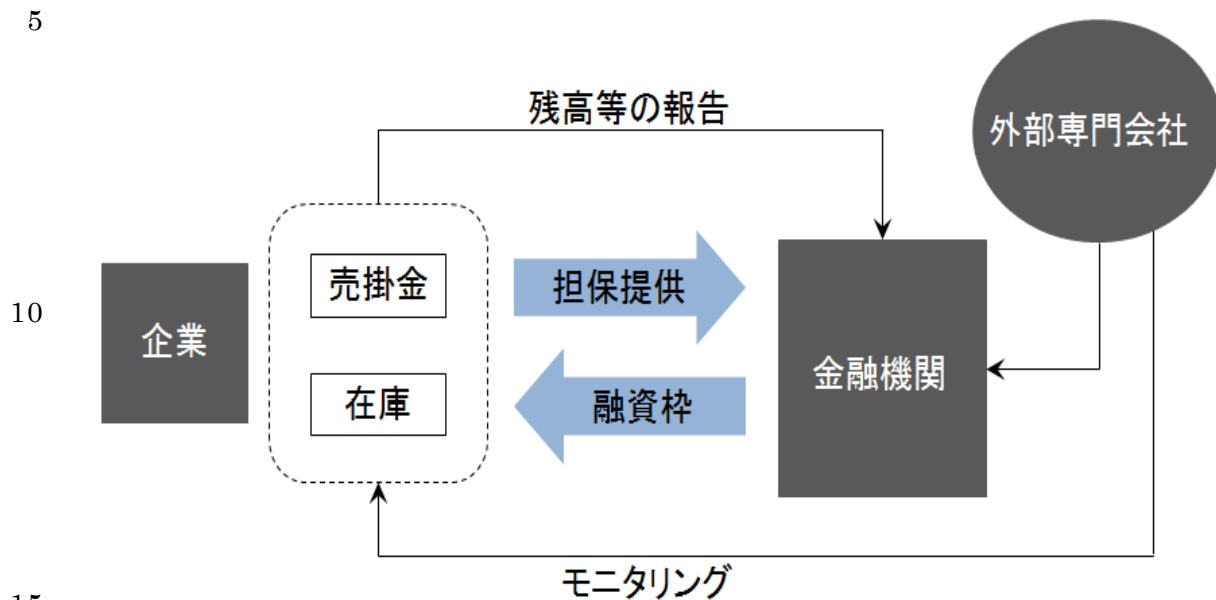 5
残高等の報告
外部専門会社
売掛金
担保提供
10
企業
金融機関
在庫
融資枠
モニタリング